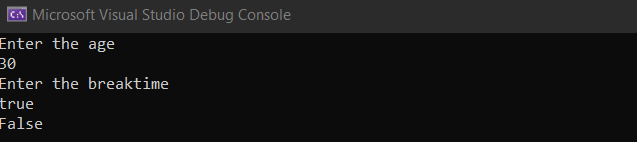 C:\ Microsoft Visual Studio Debug Console
Enter the age
30
Enter the breaktime
true
False